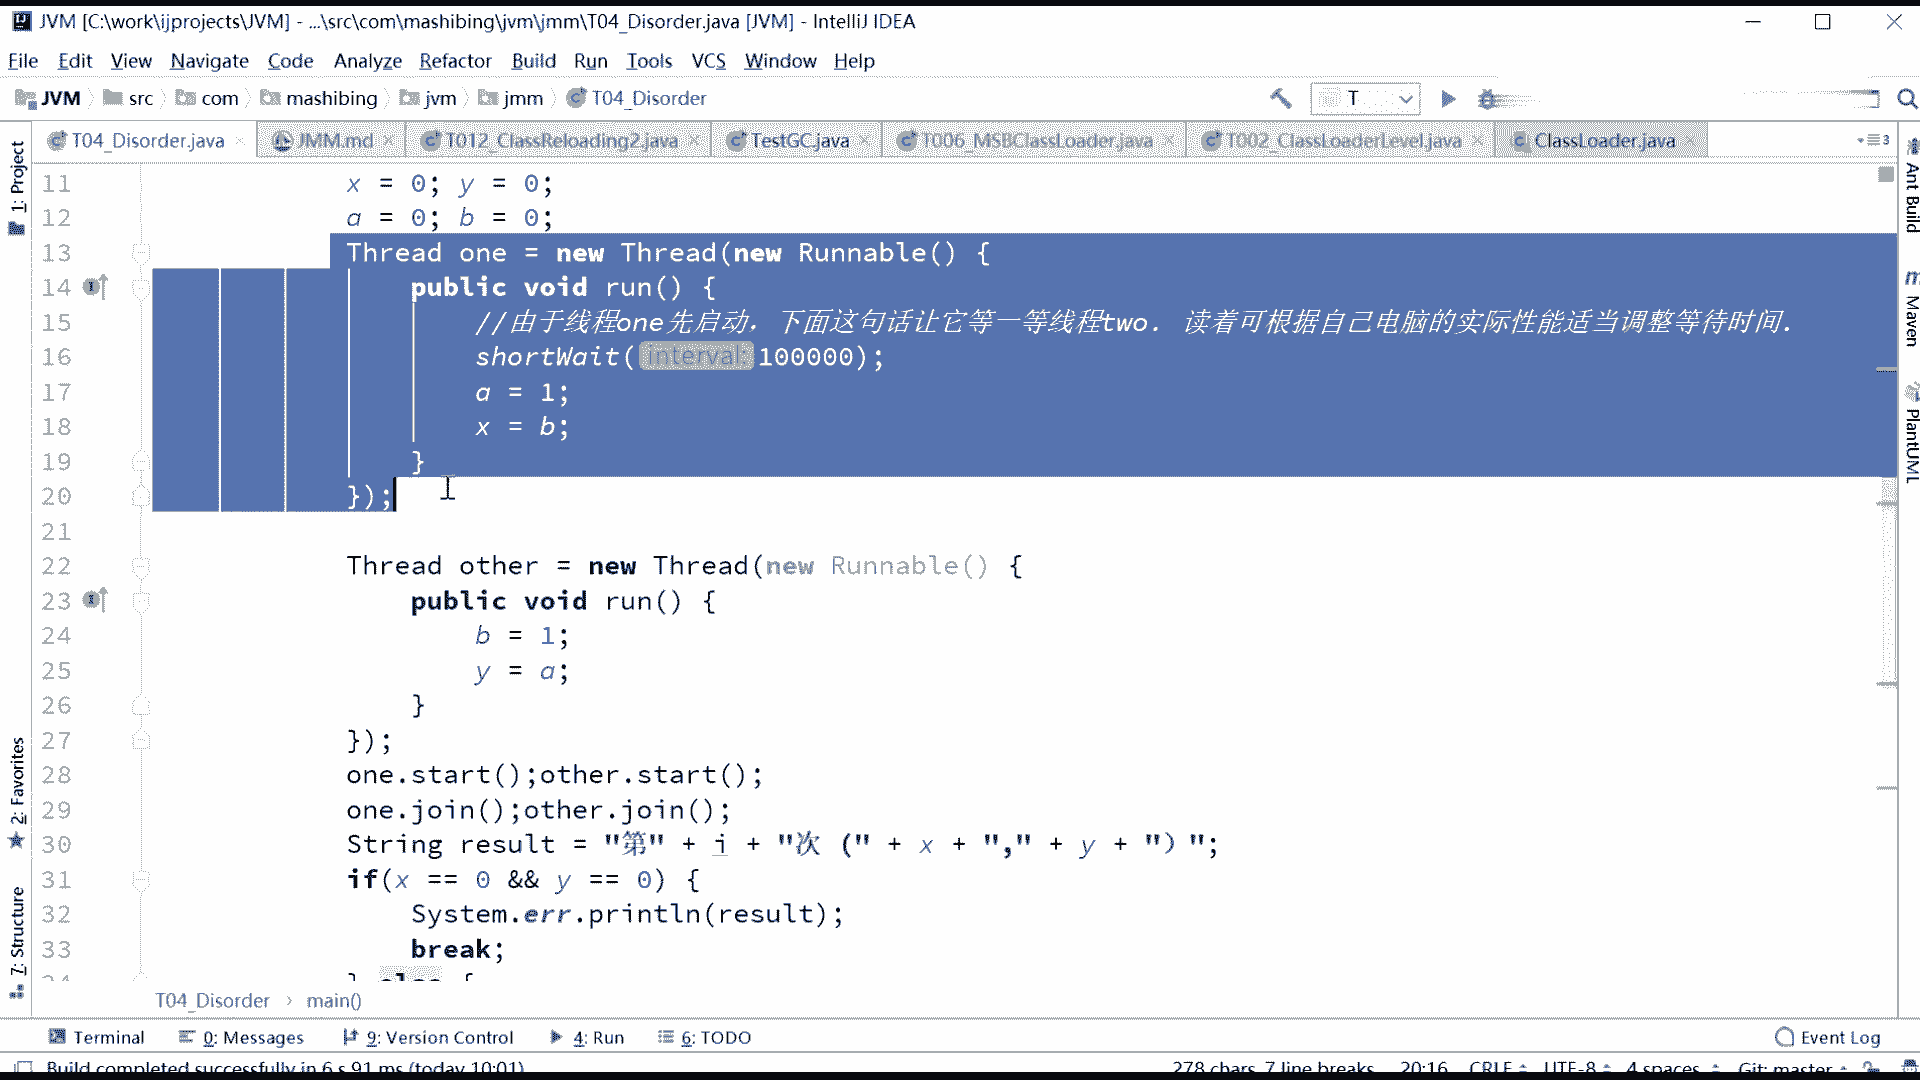 JVM [C:\work\ijprojects\JVM] - ...\src\com\mashibing\jvm\jmm\T04_Disorder.java [JVM] - IntelliJ IDEA
File Edit View Navigate Code Analyze Refactor Build Run Tools VCS Window Help
JVM src com mashibing jvm jmm T04_Disorder T
T04_Disorder.java JMM.md T012_ClassReloading2.java TestGC.java T006_MSBClassLoader.java T002_ClassLoaderLevel.java ClassLoader.java 3
1: Project
2: Favorites
7: Structure
Ant Build
Maven
PlantUML
11 x = 0; y = 0;
12 a = 0; b = 0;
13 Thread one = new Thread(new Runnable() {
14 public void run() {
15 //由于线程one先启动，下面这句话让它等一等线程two. 读着可根据自己电脑的实际性能适当调整等待时间.
16 shortWait( interval: 100000);
17 a = 1;
18 x = b;
19 }
20 });
21
22 Thread other = new Thread(new Runnable() {
23 public void run() {
24 b = 1;
25 y = a;
26 }
27 });
28 one.start();other.start();
29 one.join();other.join();
30 String result = "第" + i + "次 (" + x + "," + y + "）";
31 if(x == 0 && y == 0) {
32 System.err.println(result);
33 break;
34 } else {
T04_Disorder › main()
Terminal 0: Messages 9: Version Control 4: Run 6: TODO Event Log
Build completed successfully in 6 s 91 ms (today 10:01) 278 chars, 7 line breaks 20:16 CRLF UTF-8 4 spaces Git: master